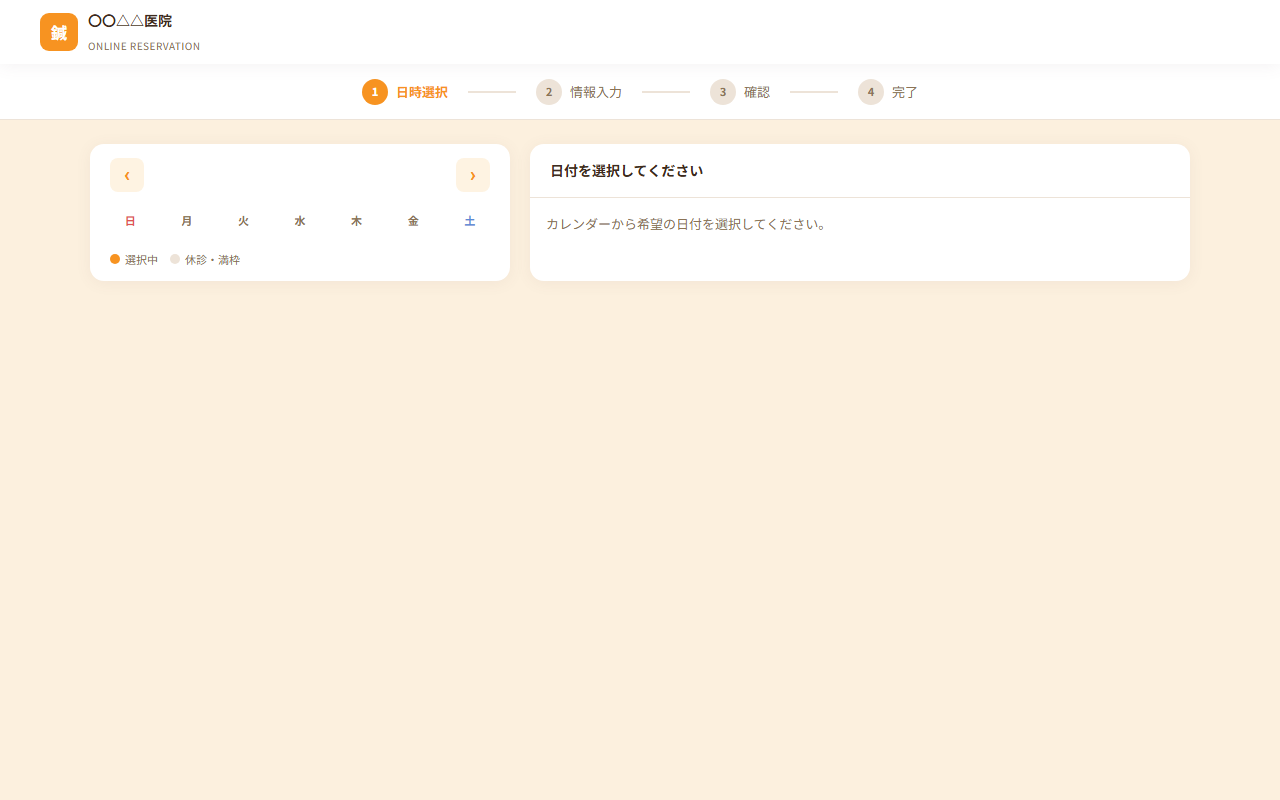 鍼
〇〇△△医院
ONLINE RESERVATION
1 日時選択
2 情報入力
3 確認
4 完了
‹ ›
日 月 火 水 木 金 土
選択中 休診・満枠
日付を選択してください
カレンダーから希望の日付を選択してください。